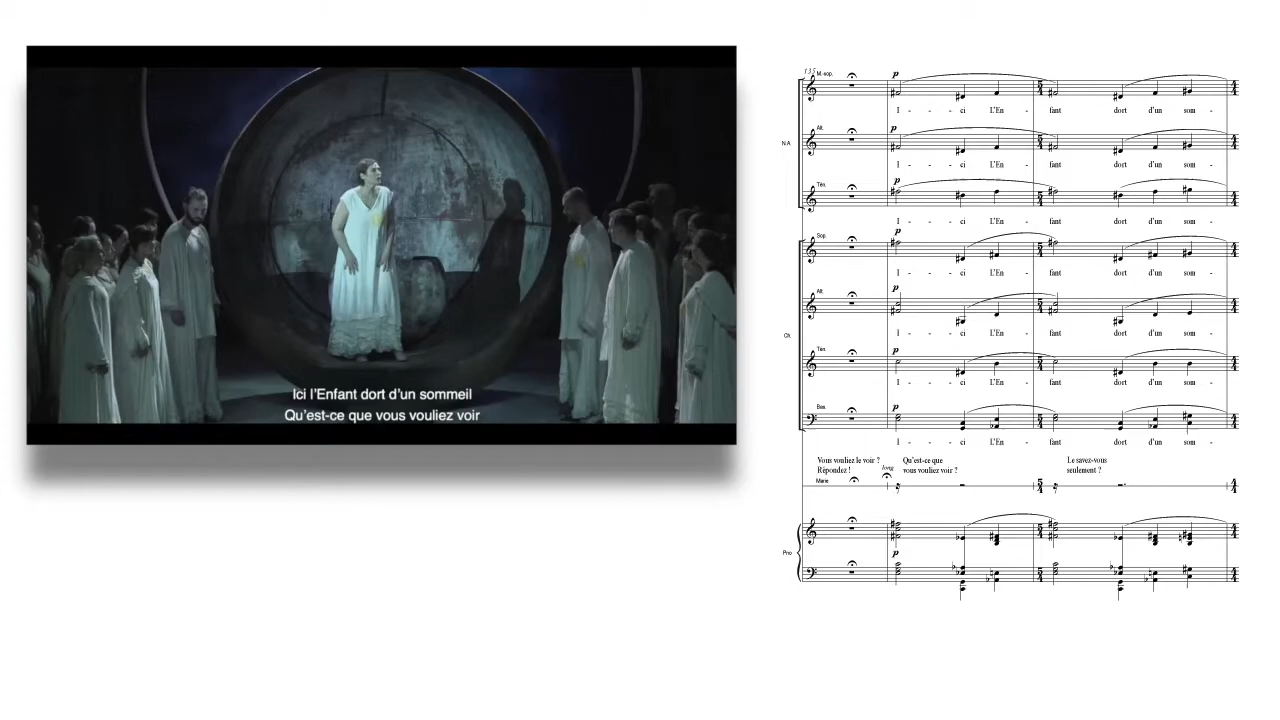 Ici l'Enfant dort d'un sommeil
Qu'est-ce que vous vouliez voir
135
M.-sop.
p
I - - - ci L'En - fant dort d'un som -
N.A.
Alt.
p
I - - - ci L'En - fant dort d'un som -
Tén.
p
I - - - ci L'En - fant dort d'un som -
Sop.
p
I - - - ci L'En - fant dort d'un som -
Ch.
Alt.
p
I - - - ci L'En - fant dort d'un som -
Tén.
p
I - - - ci L'En - fant dort d'un som -
Bas.
p
I - - - ci L'En - fant dort d'un som -
Vous vouliez le voir ? Qu'est-ce que Le savez-vous
Répondez ! long vous vouliez voir ? seulement ?
Marie
5 4 4 4
Pno
p